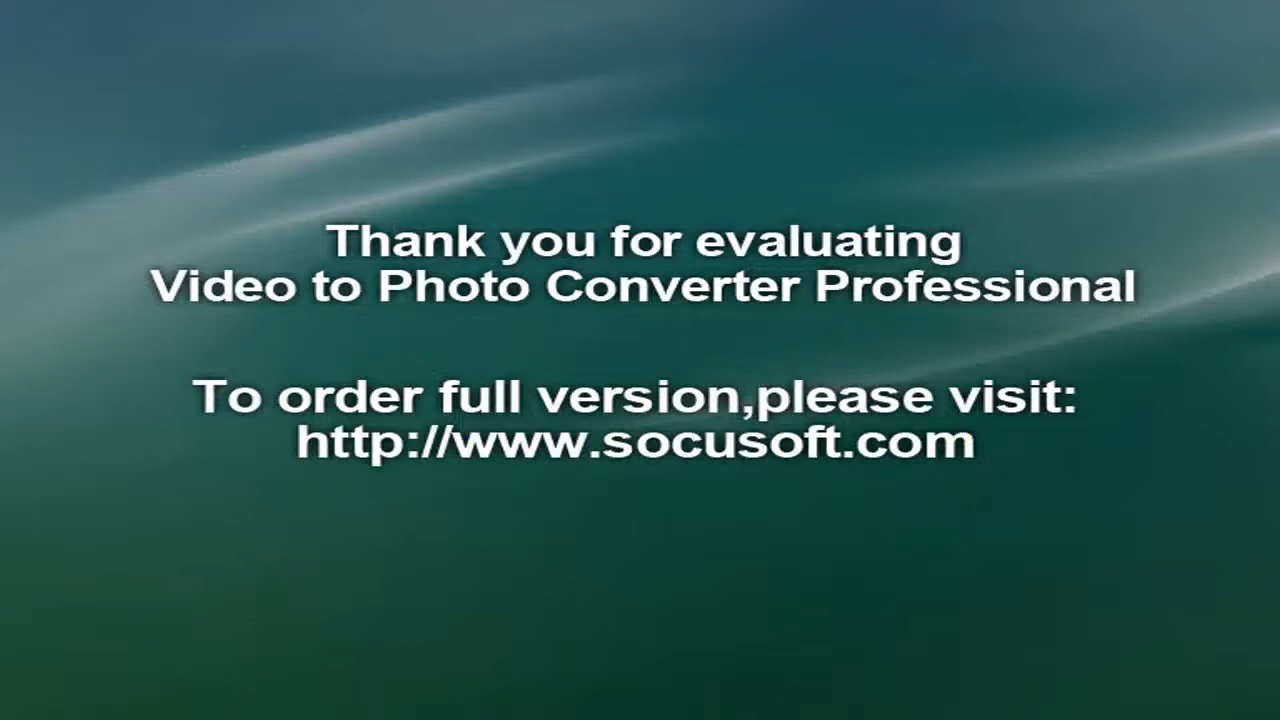 Thank you for evaluating
Video to Photo Converter Professional
To order full version,please visit:
http://www.socusoft.com